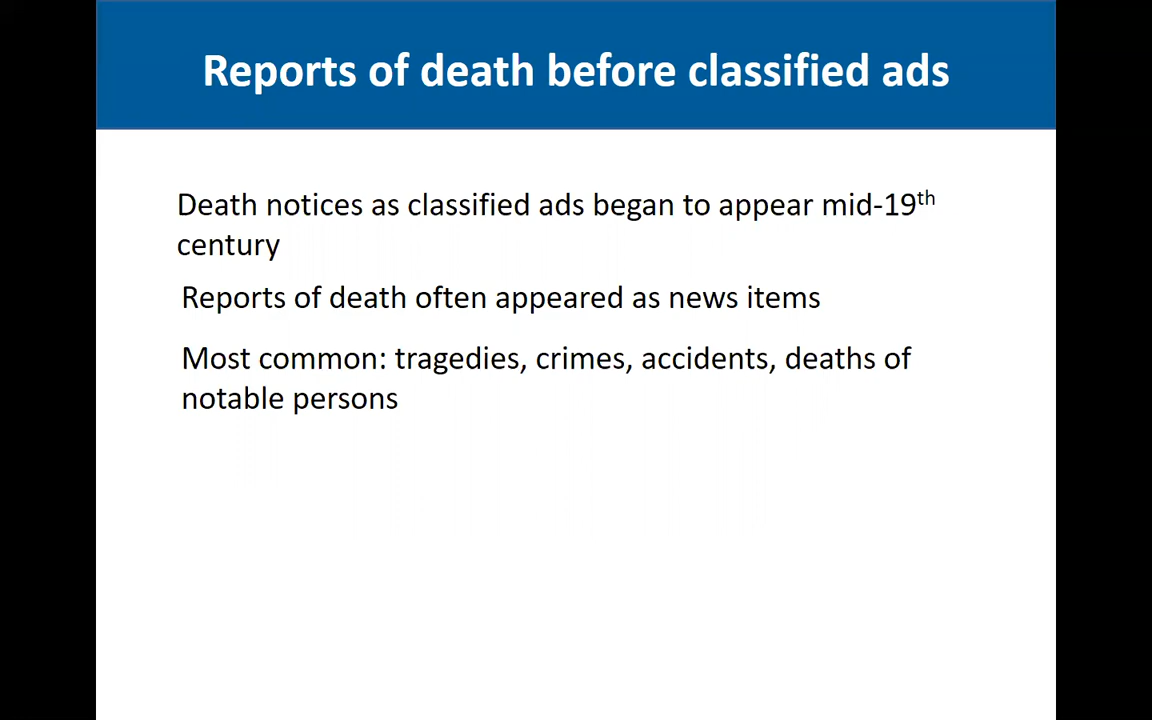 Reports of death before classified ads
Death notices as classified ads began to appear mid-19th
century
Reports of death often appeared as news items
Most common: tragedies, crimes, accidents, deaths of
notable persons